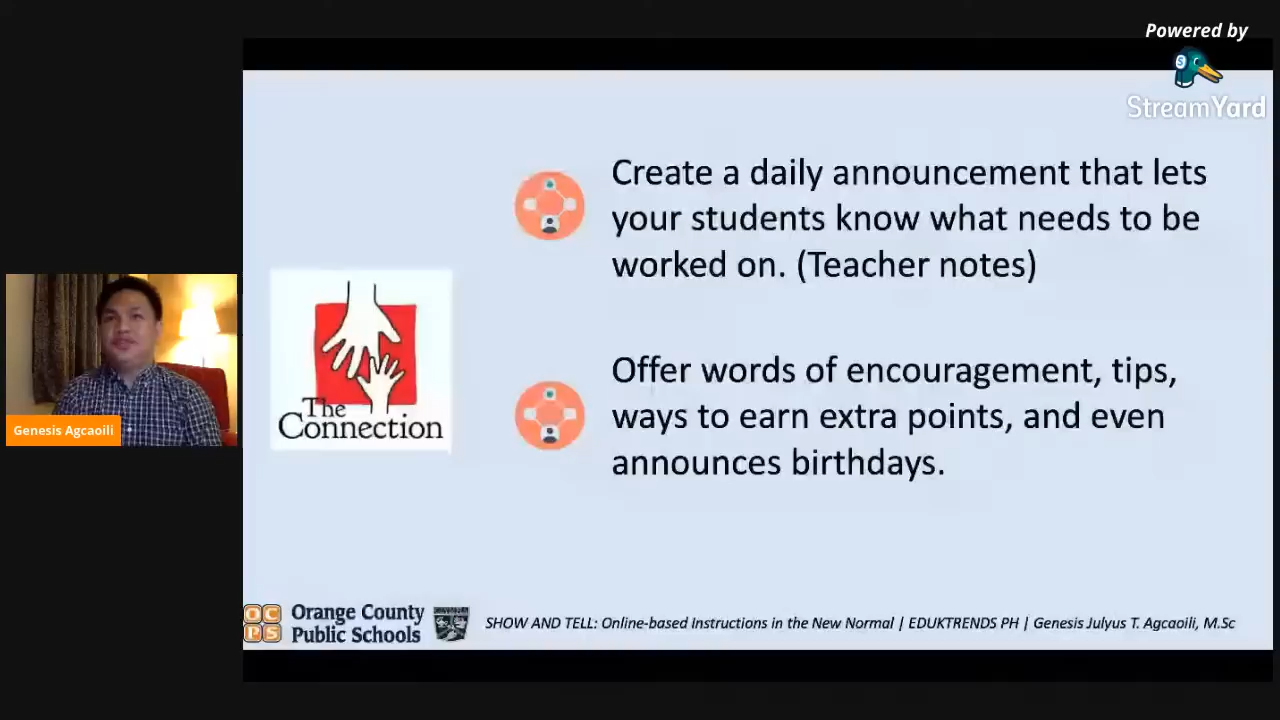 Powered by
StreamYard
Create a daily announcement that lets
your students know what needs to be
worked on. (Teacher notes)
The
Connection
Offer words of encouragement, tips,
ways to earn extra points, and even
announces birthdays.
Genesis Agcaoili
OC
PS
Orange County
Public Schools
SHOW AND TELL: Online-based Instructions in the New Normal | EDUKTRENDS PH | Genesis Julyus T. Agcaoili, M.Sc